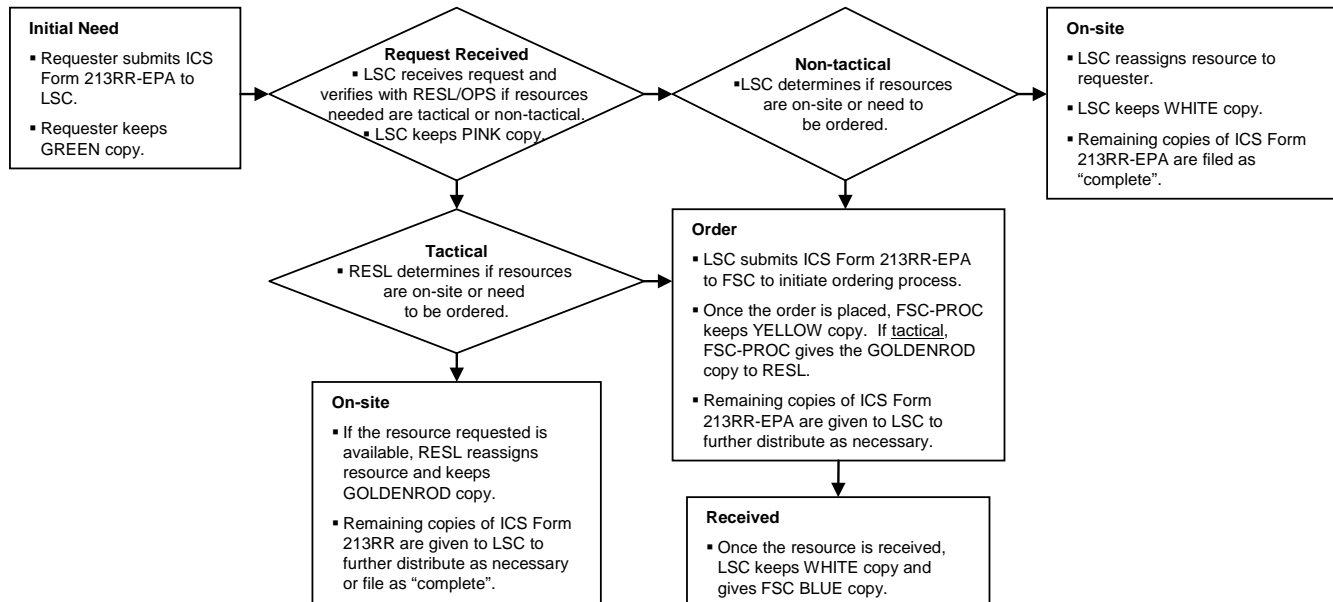 Initial Need
▪ Requester submits ICS
Form 213RR-EPA to
LSC.
▪ Requester keeps
GREEN copy.
Request Received
▪ LSC receives request and
verifies with RESL/OPS if resources
needed are tactical or non-tactical.
▪ LSC keeps PINK copy.
Non-tactical
▪LSC determines if resources
are on-site or need to
be ordered.
On-site
▪ LSC reassigns resource to
requester.
▪ LSC keeps WHITE copy.
▪ Remaining copies of ICS Form
213RR-EPA are filed as
“complete”.
Tactical
▪ RESL determines if resources
are on-site or need
to be ordered.
Order
▪ LSC submits ICS Form 213RR-EPA
to FSC to initiate ordering process.
▪ Once the order is placed, FSC-PROC
keeps YELLOW copy.  If tactical,
FSC-PROC gives the GOLDENROD
copy to RESL.
▪ Remaining copies of ICS Form
213RR-EPA are given to LSC to
further distribute as necessary.
On-site
▪ If the resource requested is
available, RESL reassigns
resource and keeps
GOLDENROD copy.
▪ Remaining copies of ICS Form
213RR are given to LSC to
further distribute as necessary
or file as “complete”.
Received
▪ Once the resource is received,
LSC keeps WHITE copy and
gives FSC BLUE copy.